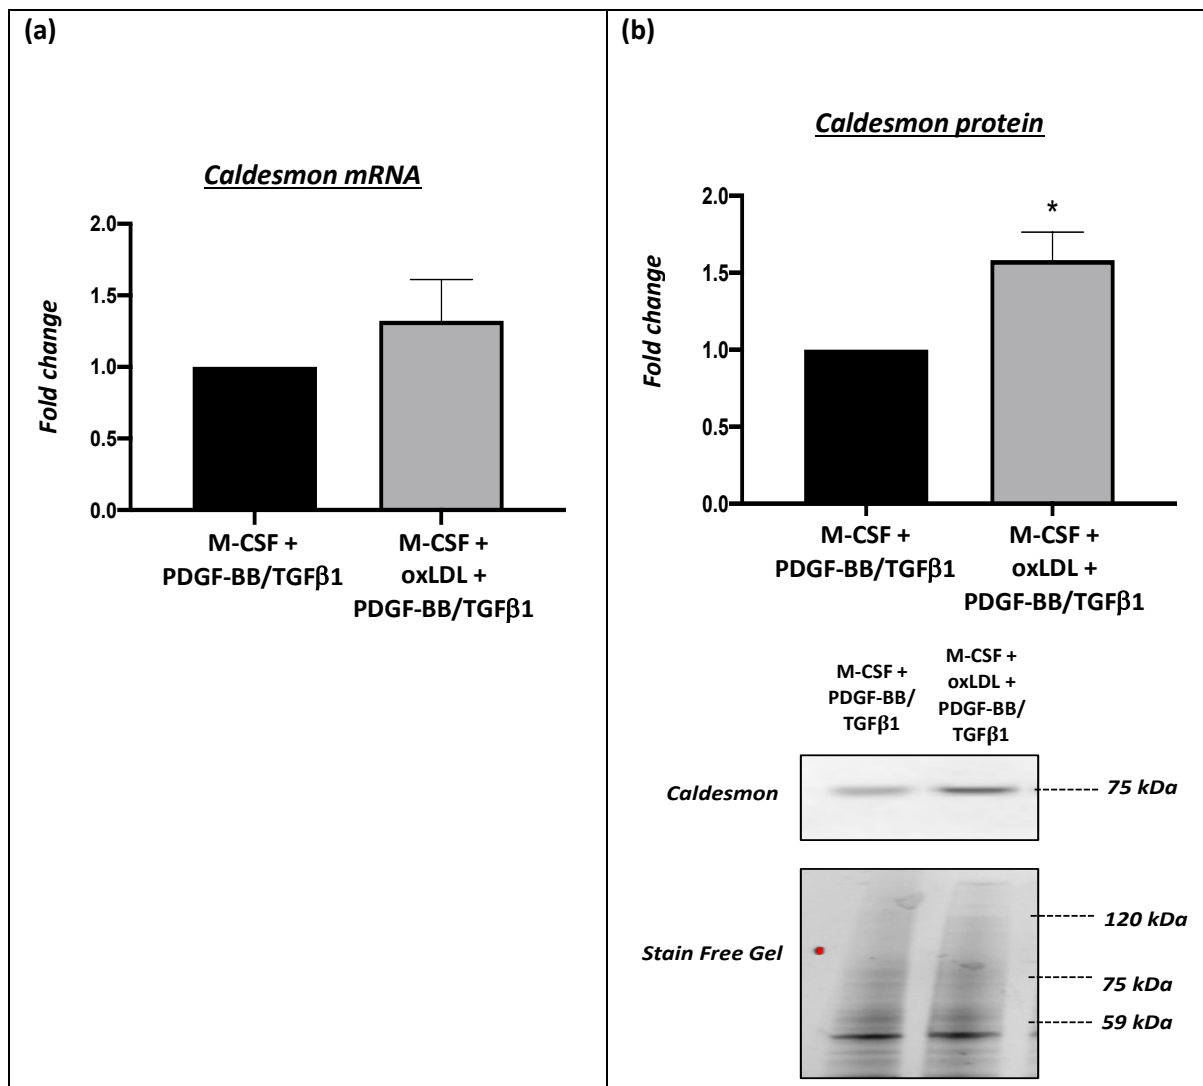 (a)
Caldesmon mRNA
Fold change
2.0
1.5
1.0
0.5
0.0
M-CSF +
PDGF-BB/TGFβ1
M-CSF +
oxLDL +
PDGF-BB/TGFβ1
(b)
Caldesmon protein
Fold change
2.0
*
1.5
1.0
0.5
0.0
M-CSF +
PDGF-BB/TGFβ1
M-CSF +
oxLDL +
PDGF-BB/TGFβ1
M-CSF +
PDGF-BB/
TGFβ1
M-CSF +
oxLDL +
PDGF-BB/
TGFβ1
Caldesmon
75 kDa
Stain Free Gel
120 kDa
75 kDa
59 kDa